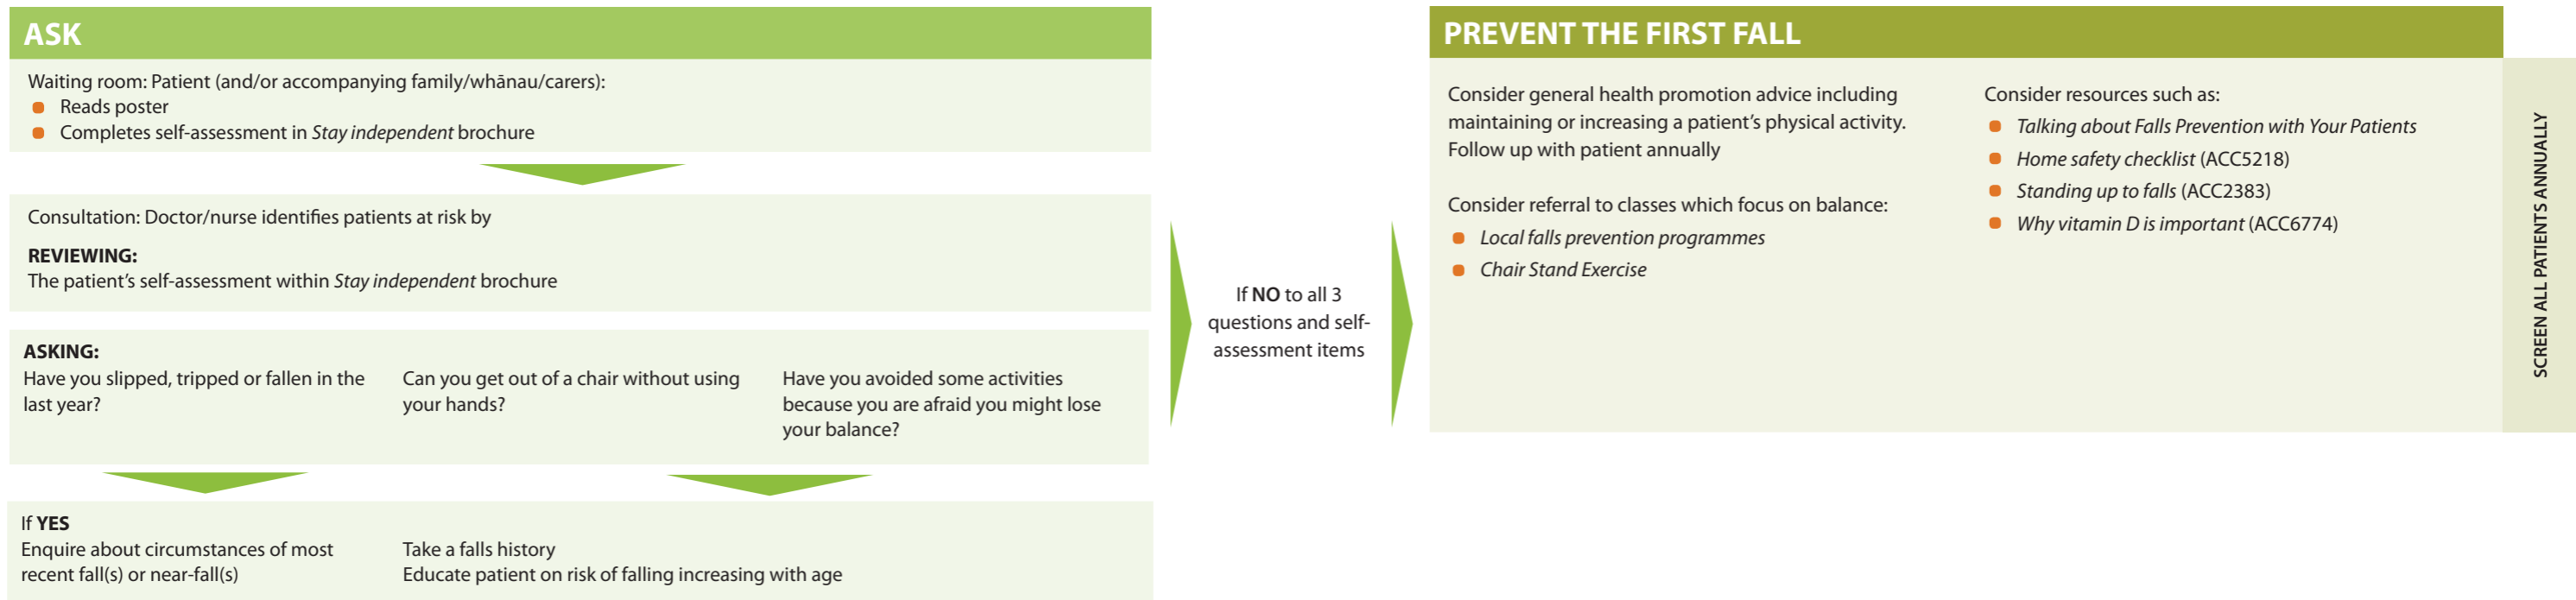 ASK
Waiting room: Patient (and/or accompanying family/whānau/carers):
Reads poster
Completes self-assessment in Stay independent brochure
Consultation: Doctor/nurse identifies patients at risk by
REVIEWING:
The patient's self-assessment within Stay independent brochure
ASKING:
Have you slipped, tripped or fallen in the
last year?
Can you get out of a chair without using
your hands?
Have you avoided some activities
because you are afraid you might lose
your balance?
If YES
Enquire about circumstances of most
recent fall(s) or near-fall(s)
Take a falls history
Educate patient on risk of falling increasing with age
If NO to all 3
questions and self-
assessment items
PREVENT THE FIRST FALL
Consider general health promotion advice including
maintaining or increasing a patient's physical activity.
Follow up with patient annually
Consider referral to classes which focus on balance:
Local falls prevention programmes
Chair Stand Exercise
Consider resources such as:
Talking about Falls Prevention with Your Patients
Home safety checklist (ACC5218)
Standing up to falls (ACC2383)
Why vitamin D is important (ACC6774)
SCREEN ALL PATIENTS ANNUALLY